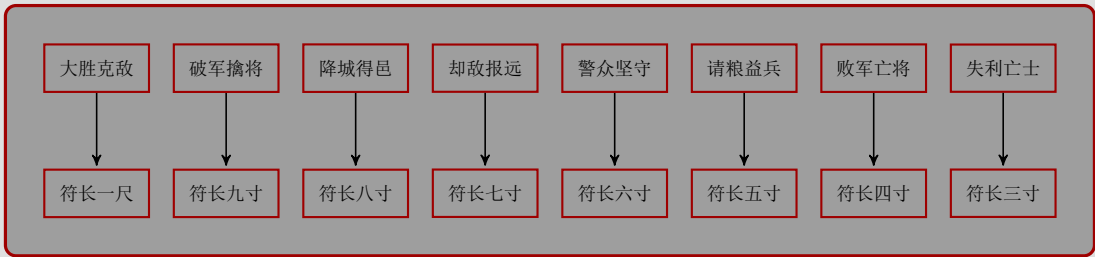 大胜克敌 破军擒将 降城得邑 却敌报远 警众坚守 请粮益兵 败军亡将 失利亡士
符长一尺 符长九寸 符长八寸 符长七寸 符长六寸 符长五寸 符长四寸 符长三寸